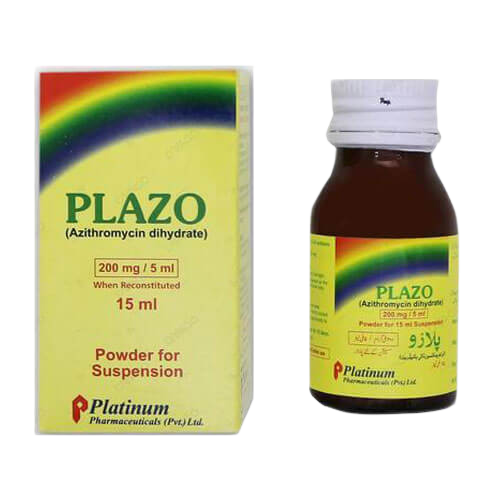 PLAZO
(Azithromycin dihydrate)
200 mg / 5 ml
When Reconstituted
15 ml
Powder for
Suspension
Platinum
Pharmaceuticals (Pvt.) Ltd.
PLAZO
(Azithromycin dihydrate)
200 mg / 5 ml
Powder for 15 ml Suspension
پلازو
Platinum
Pharmaceuticals (Pvt.) Ltd.